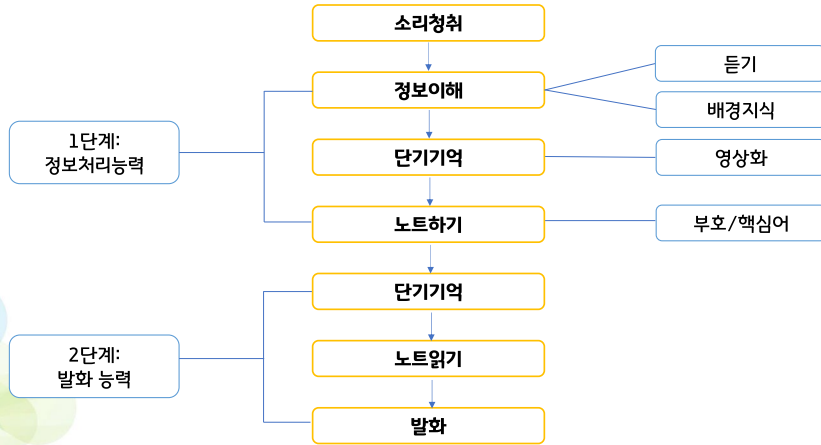 소리청취
듣기
정보이해
배경지식
1단계:
정보처리능력
단기기억
영상화
노트하기
부호/핵심어
단기기억
2단계:
발화 능력
노트읽기
발화